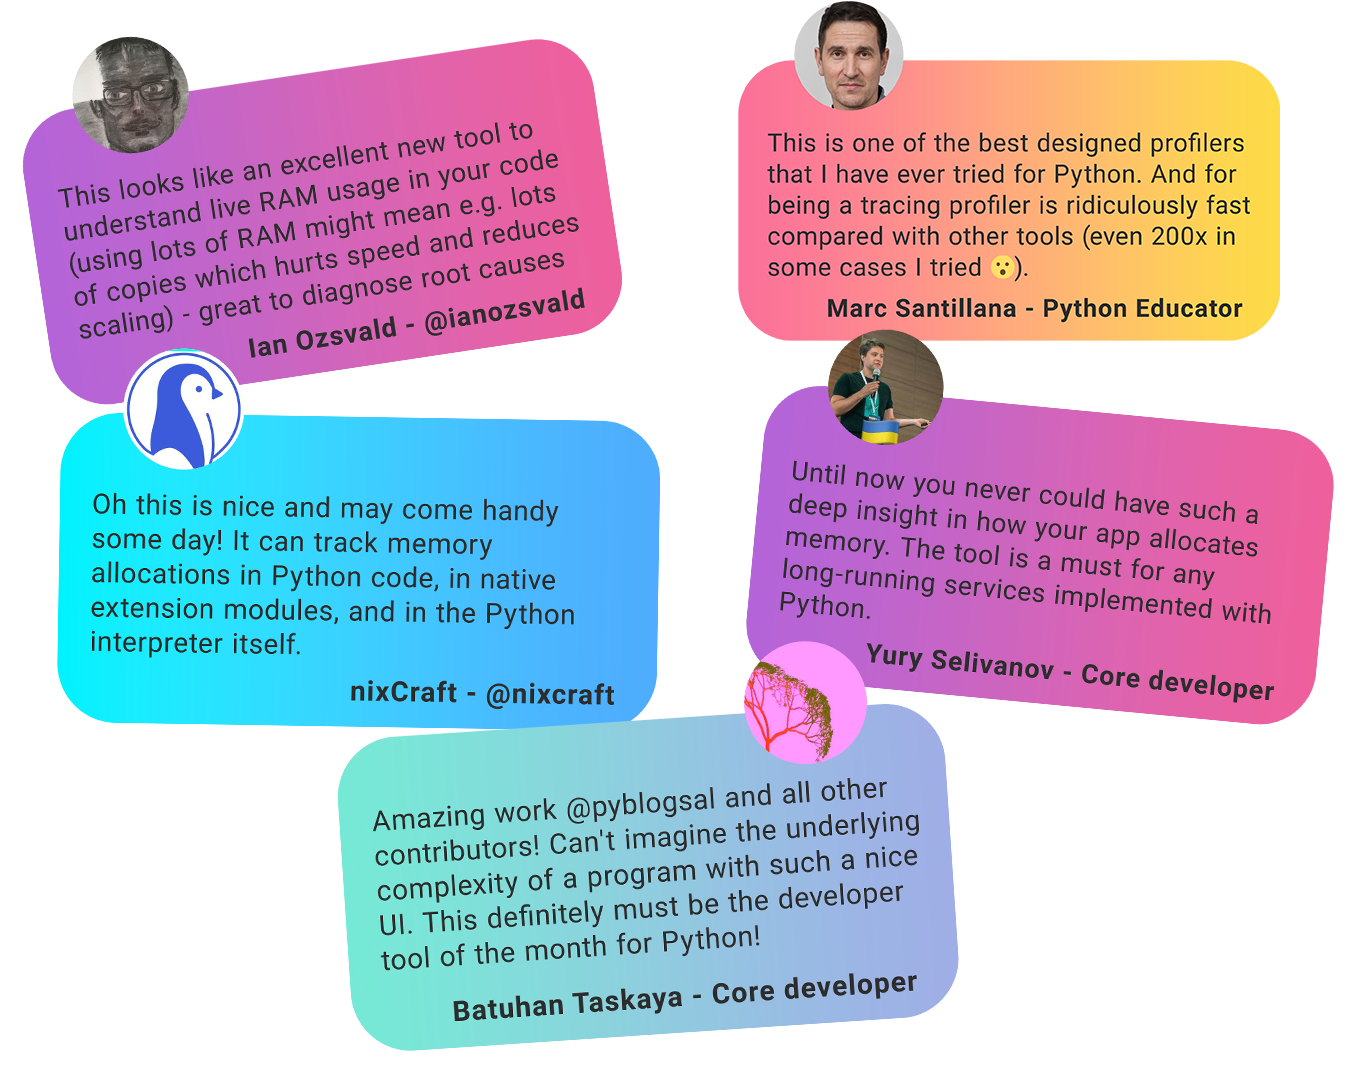 This looks like an excellent new tool to
understand live RAM usage in your code
(using lots of RAM might mean e.g. lots
of copies which hurts speed and reduces
scaling) - great to diagnose root causes
Ian Ozsvald - @ianozsvald
This is one of the best designed profilers
that I have ever tried for Python. And for
being a tracing profiler is ridiculously fast
compared with other tools (even 200x in
some cases I tried 😮).
Marc Santillana - Python Educator
Oh this is nice and may come handy
some day! It can track memory
allocations in Python code, in native
extension modules, and in the Python
interpreter itself.
nixCraft - @nixcraft
Until now you never could have such a
deep insight in how your app allocates
memory. The tool is a must for any
long-running services implemented with
Python.
Yury Selivanov - Core developer
Amazing work @pyblogsal and all other
contributors! Can't imagine the underlying
complexity of a program with such a nice
UI. This definitely must be the developer
tool of the month for Python!
Batuhan Taskaya - Core developer